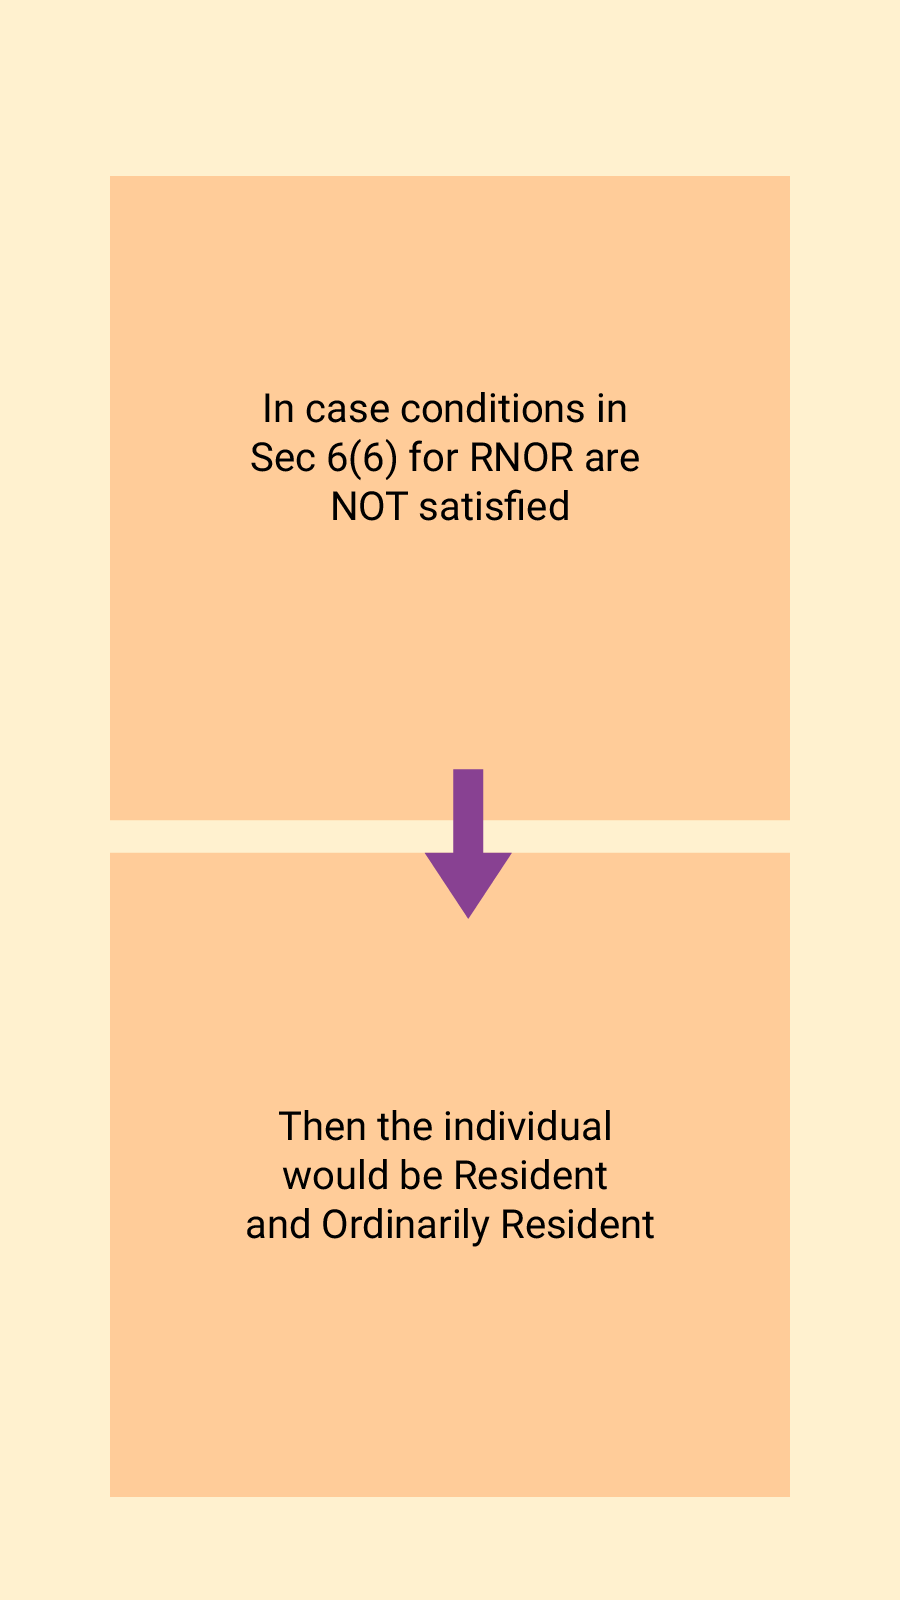 In case conditions in
Sec 6(6) for RNOR are
NOT satisfied
Then the individual
would be Resident
and Ordinarily Resident